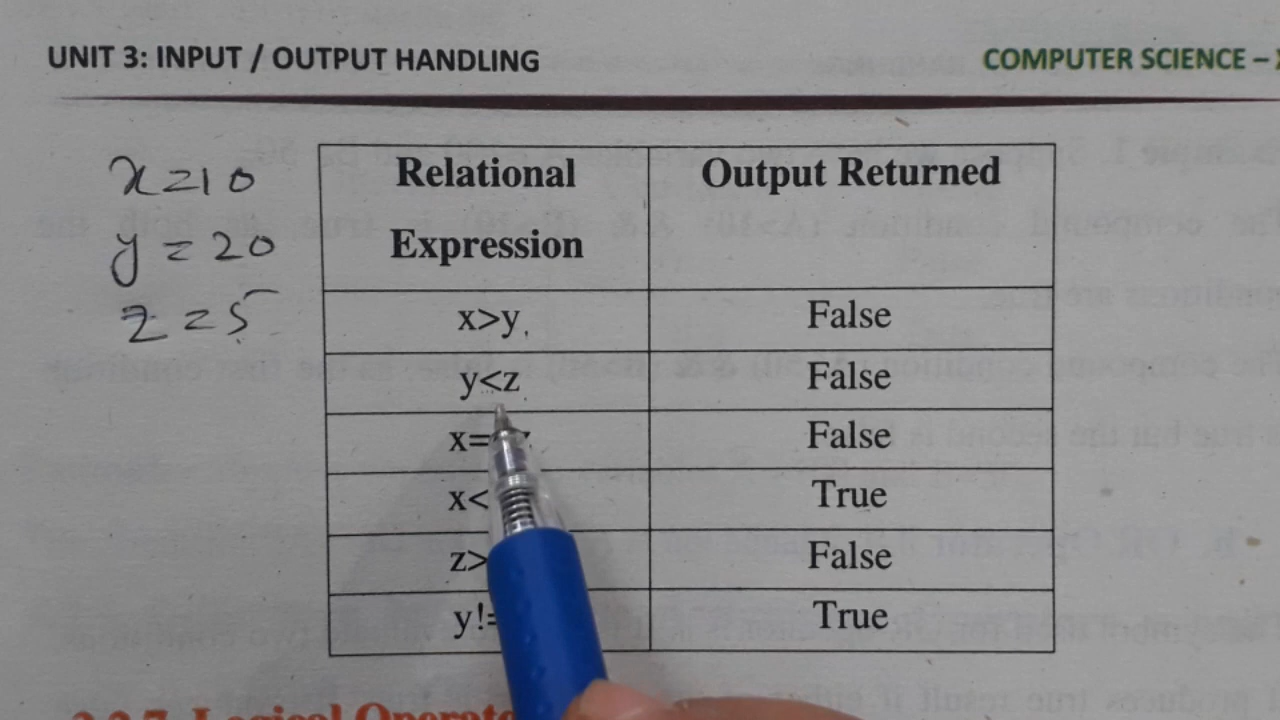 UNIT 3: INPUT / OUTPUT HANDLING COMPUTER SCIENCE –
x=10
y=20
z=5
Relational Expression Output Returned
x>y False
y<z False
x= False
x< True
z> False
y!= True
Logical